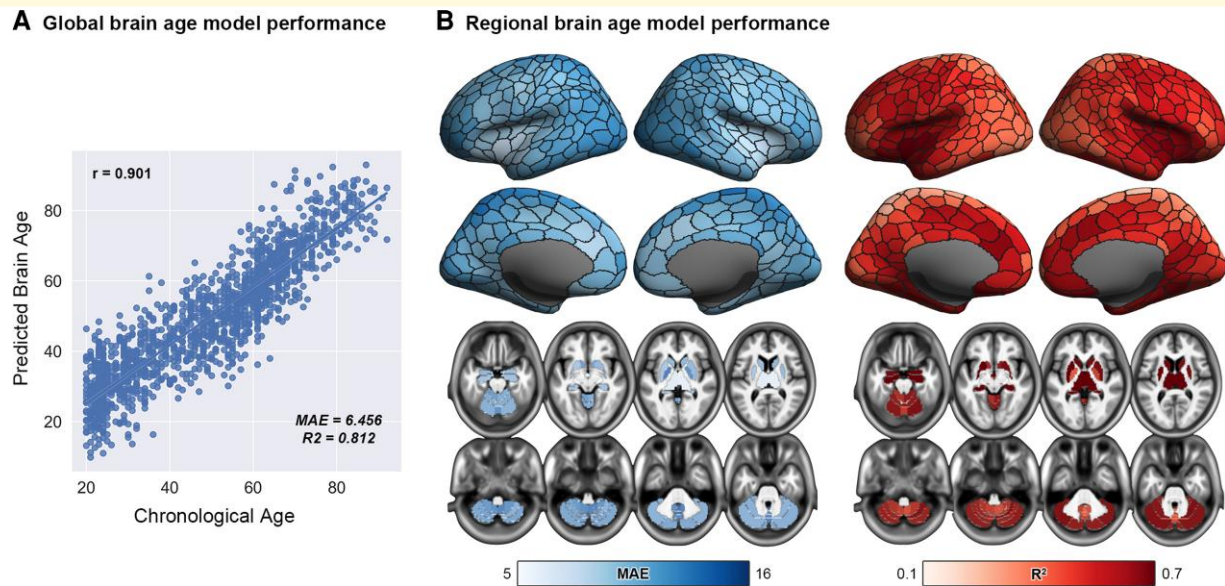 A Global brain age model performance
r = 0.901
80
60
40
20
Predicted Brain Age
MAE = 6.456
R2 = 0.812
20 40 60 80
Chronological Age
B Regional brain age model performance
5 MAE 16
0.1 R² 0.7